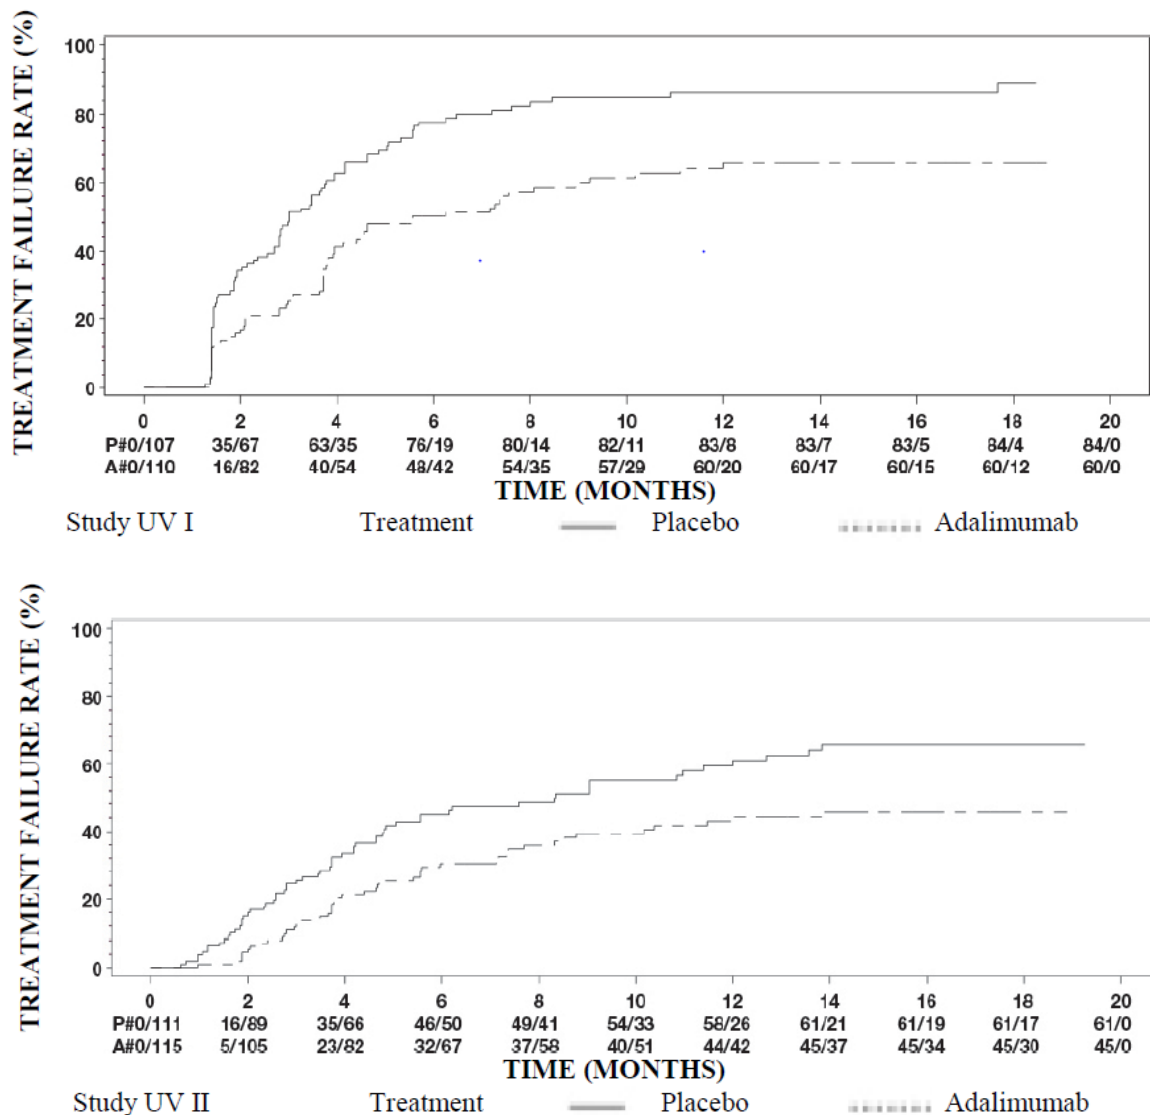 TREATMENT FAILURE RATE (%)
100
80
60
40
20
0
0 2 4 6 8 10 12 14 16 18 20
P#0/107 35/67 63/35 76/19 80/14 82/11 83/8 83/7 83/5 84/4 84/0
A#0/110 16/82 40/54 48/42 54/35 57/29 60/20 60/17 60/15 60/12 60/0
TIME (MONTHS)
Study UV I Treatment Placebo Adalimumab
TREATMENT FAILURE RATE (%)
100
80
60
40
20
0
0 2 4 6 8 10 12 14 16 18 20
P#0/111 16/89 35/66 46/50 49/41 54/33 58/26 61/21 61/19 61/17 61/0
A#0/115 5/105 23/82 32/67 37/58 40/51 44/42 45/37 45/34 45/30 45/0
TIME (MONTHS)
Study UV II Treatment Placebo Adalimumab